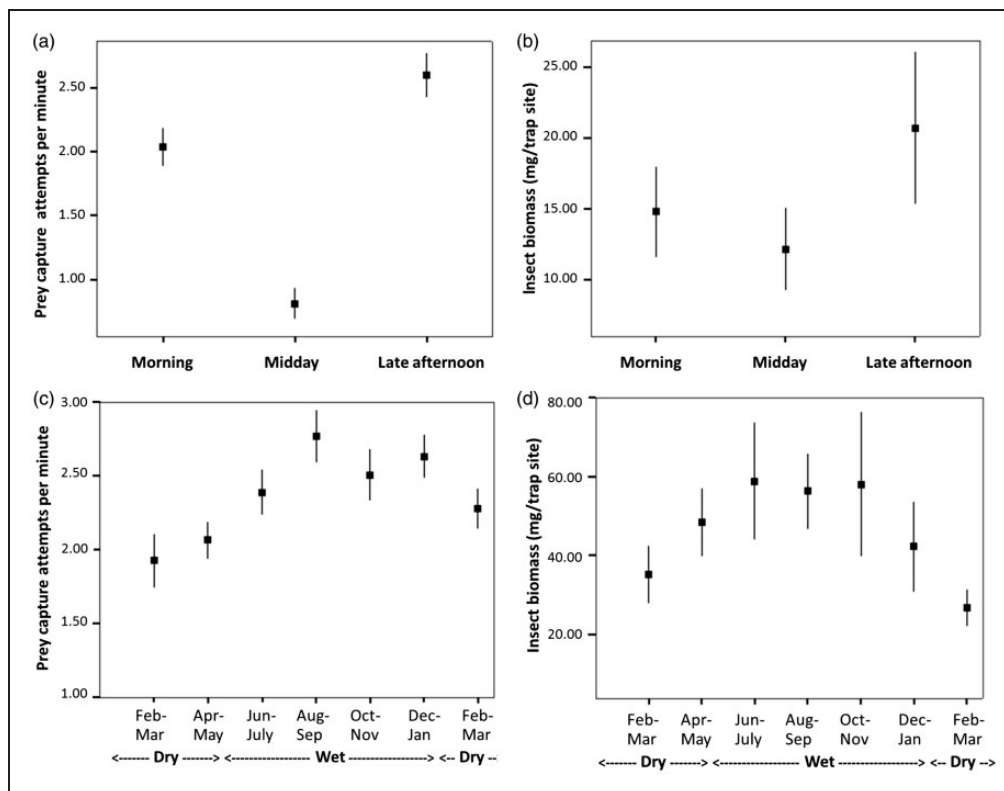 (a)
Prey capture attempts per minute
2.50
2.00
1.50
1.00
Morning Midday Late afternoon
(b)
Insect biomass (mg/trap site)
25.00
20.00
15.00
10.00
Morning Midday Late afternoon
(c)
Prey capture attempts per minute
3.00
2.50
2.00
1.50
1.00
Feb- Apr- Jun- Aug- Oct- Dec- Feb-
Mar May July Sep Nov Jan Mar
<------- Dry -------> <------------------ Wet ----------------> <-- Dry -->
(d)
Insect biomass (mg/trap site)
80.00
60.00
40.00
20.00
Feb- Apr- Jun- Aug- Oct- Dec- Feb-
Mar May July Sep Nov Jan Mar
<------- Dry -------> <------------------ Wet ----------------> <-- Dry -->